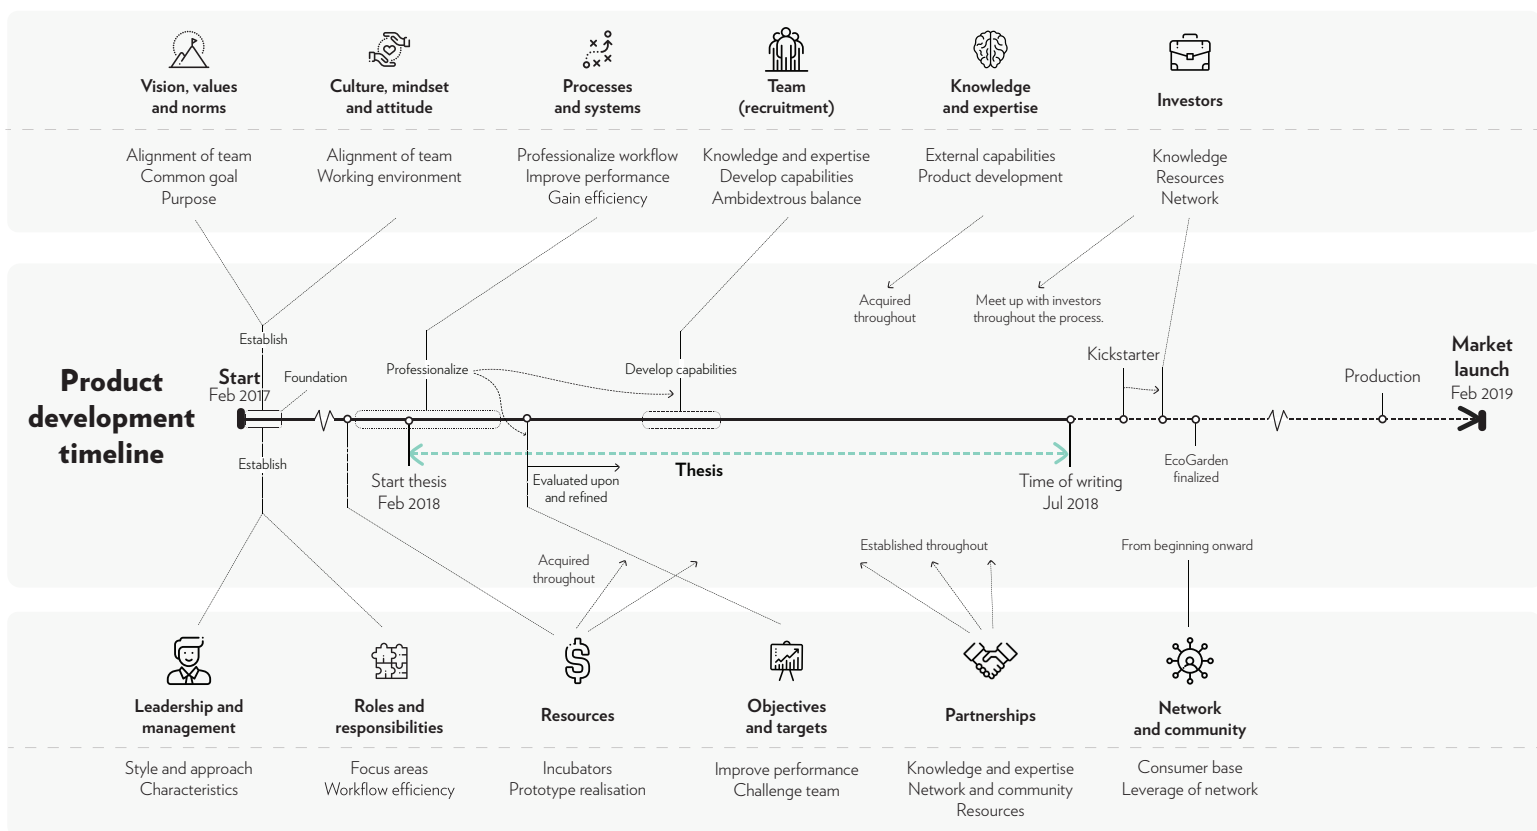 Vision, values
and norms
Culture, mindset
and attitude
Processes
and systems
Team
(recruitment)
Knowledge
and expertise
Investors
Alignment of team
Common goal
Purpose
Alignment of team
Working environment
Professionalize workflow
Improve performance
Gain efficiency
Knowledge and expertise
Develop capabilities
Ambidextrous balance
External capabilities
Product development
Knowledge
Resources
Network
Acquired
throughout
Meet up with investors
throughout the process.
Establish
Product
development
timeline
Start
Feb 2017
Foundation
Professionalize
Develop capabilities
Kickstarter
Production
Market
launch
Feb 2019
Establish
Start thesis
Feb 2018
Evaluated upon
and refined
Thesis
Time of writing
Jul 2018
EcoGarden
finalized
Acquired
throughout
Established throughout
From beginning onward
Leadership and
management
Roles and
responsibilities
Resources
Objectives
and targets
Partnerships
Network
and community
Style and approach
Characteristics
Focus areas
Workflow efficiency
Incubators
Prototype realisation
Improve performance
Challenge team
Knowledge and expertise
Network and community
Resources
Consumer base
Leverage of network